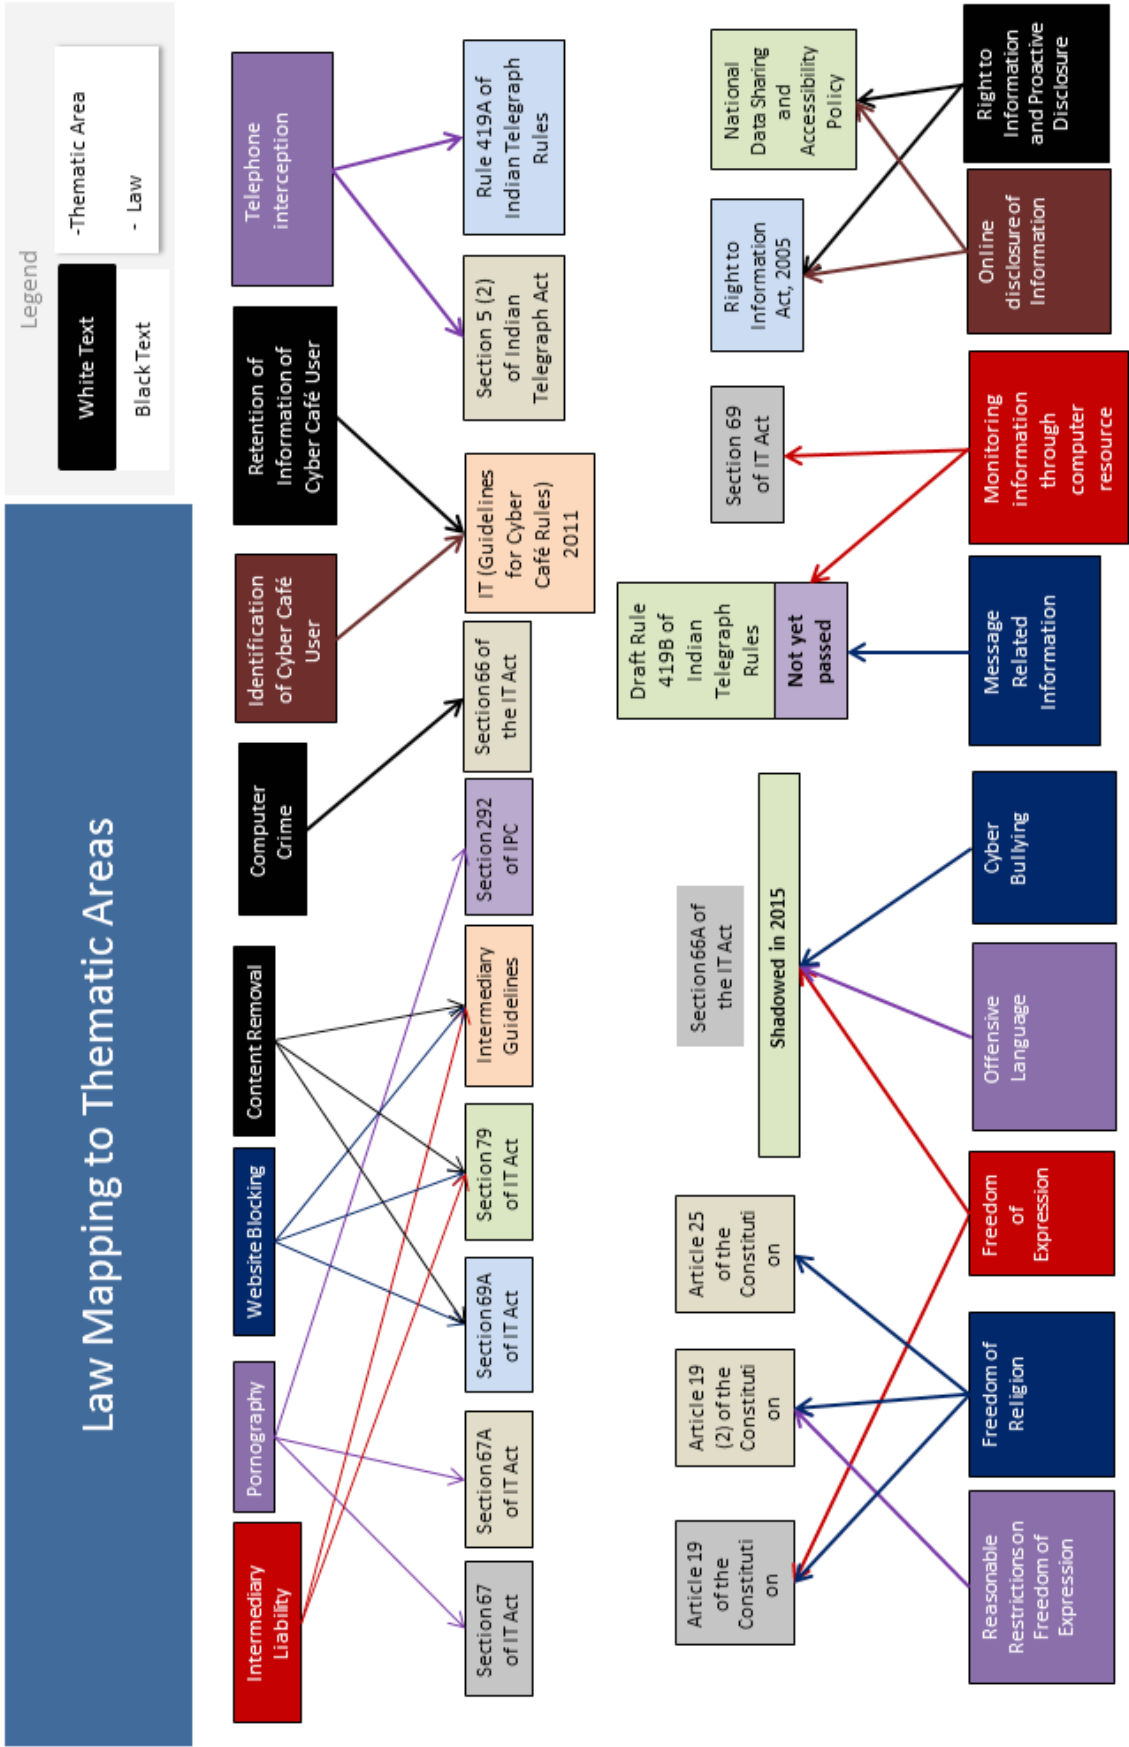 Law Mapping to Thematic Areas
Legend
White Text
-Thematic Area
Black Text
- Law
Intermediary
Liability
Pornography
Website Blocking
Content Removal
Computer
Crime
Identification
of Cyber Café
User
Retention of
Information of
Cyber Café User
Telephone
interception
Section 67
of IT Act
Section 67A
of IT Act
Section 69A
of IT Act
Section 79
of IT Act
Intermediary
Guidelines
Section 292
of IPC
Section 66 of
the IT Act
IT (Guidelines
for Cyber
Café Rules)
2011
Section 5 (2)
of Indian
Telegraph Act
Rule 419A of
Indian Telegraph
Rules
Article 19
of the
Constituti
on
Article 19
(2) of the
Constituti
on
Article 25
of the
Constituti
on
Section 66A of
the IT Act
Shadowed in 2015
Draft Rule
419B of
Indian
Telegraph
Rules
Not yet
passed
Section 69
of IT Act
Right to
Information
Act, 2005
National
Data Sharing
and
Accessibility
Policy
Reasonable
Restrictions on
Freedom of
Expression
Freedom of
Religion
Freedom
of
Expression
Offensive
Language
Cyber
Bullying
Message
Related
Information
Monitoring
information
through
computer
resource
Online
disclosure of
Information
Right to
Information
and Proactive
Disclosure